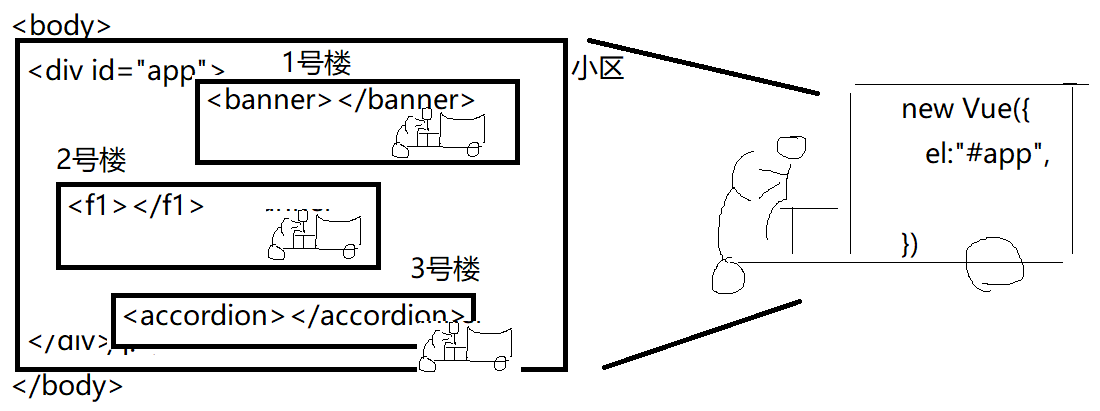 <body>
<div id="app">
1号楼
小区
<banner></banner>
new Vue({
el:"#app",
2号楼
<f1></f1>
})
3号楼
<accordion></accordion>
</div>
</body>